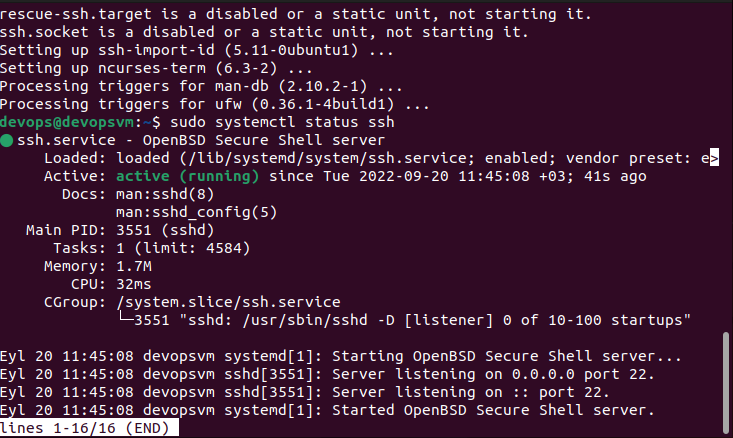 rescue-ssh.target is a disabled or a static unit, not starting it.
ssh.socket is a disabled or a static unit, not starting it.
Setting up ssh-import-id (5.11-0ubuntu1) ...
Setting up ncurses-term (6.3-2) ...
Processing triggers for man-db (2.10.2-1) ...
Processing triggers for ufw (0.36.1-4build1) ...
devops@devopsvm:~$ sudo systemctl status ssh
● ssh.service - OpenBSD Secure Shell server
     Loaded: loaded (/lib/systemd/system/ssh.service; enabled; vendor preset: e>
     Active: active (running) since Tue 2022-09-20 11:45:08 +03; 41s ago
       Docs: man:sshd(8)
             man:sshd_config(5)
   Main PID: 3551 (sshd)
      Tasks: 1 (limit: 4584)
     Memory: 1.7M
        CPU: 32ms
     CGroup: /system.slice/ssh.service
             └─3551 "sshd: /usr/sbin/sshd -D [listener] 0 of 10-100 startups"

Eyl 20 11:45:08 devopsvm systemd[1]: Starting OpenBSD Secure Shell server...
Eyl 20 11:45:08 devopsvm sshd[3551]: Server listening on 0.0.0.0 port 22.
Eyl 20 11:45:08 devopsvm sshd[3551]: Server listening on :: port 22.
Eyl 20 11:45:08 devopsvm systemd[1]: Started OpenBSD Secure Shell server.
lines 1-16/16 (END)